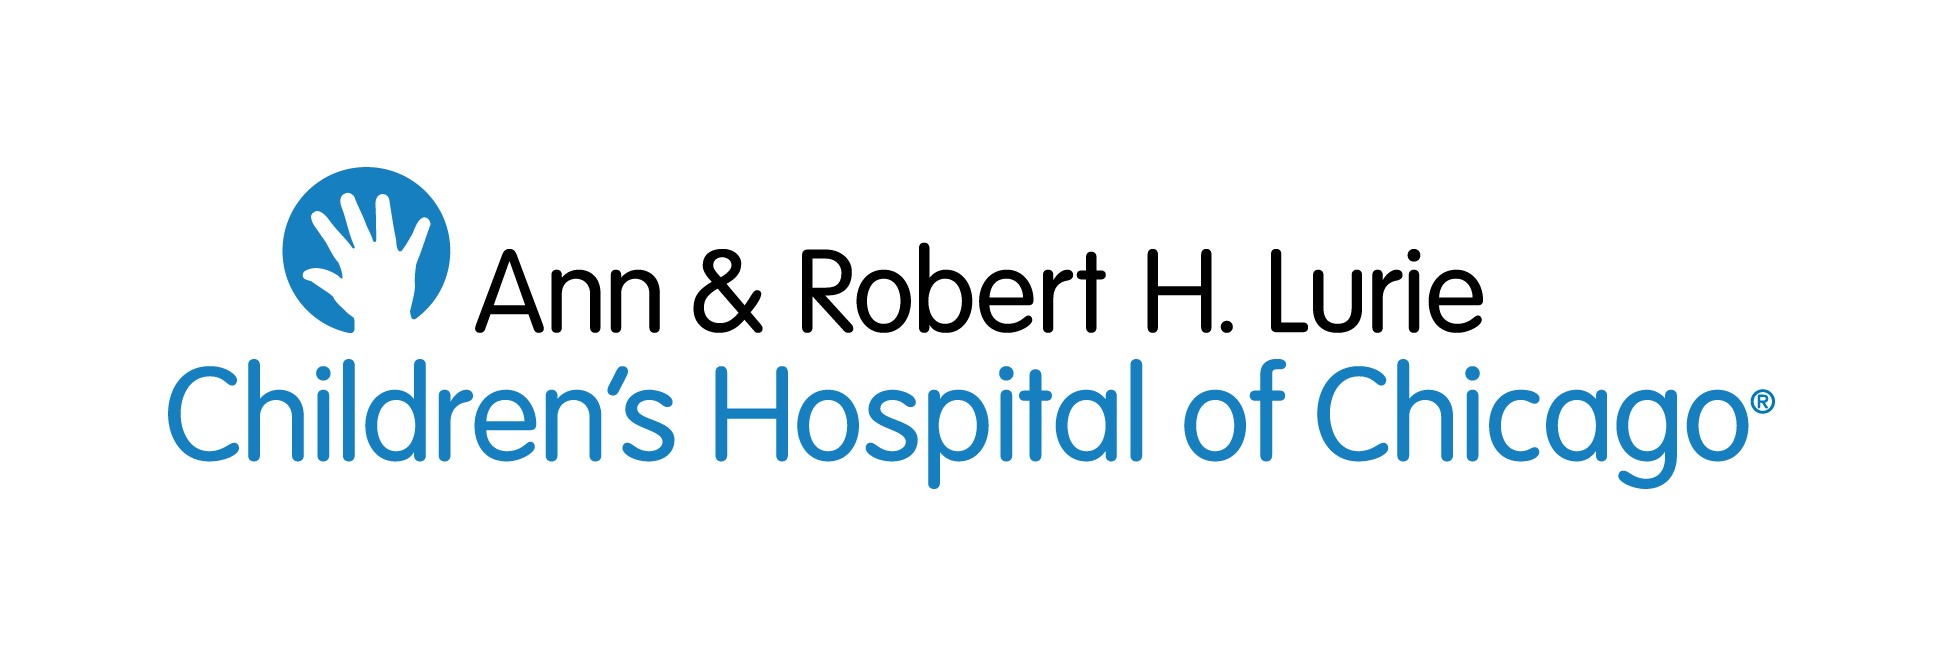 Ann & Robert H. Lurie
Children’s Hospital of Chicago®